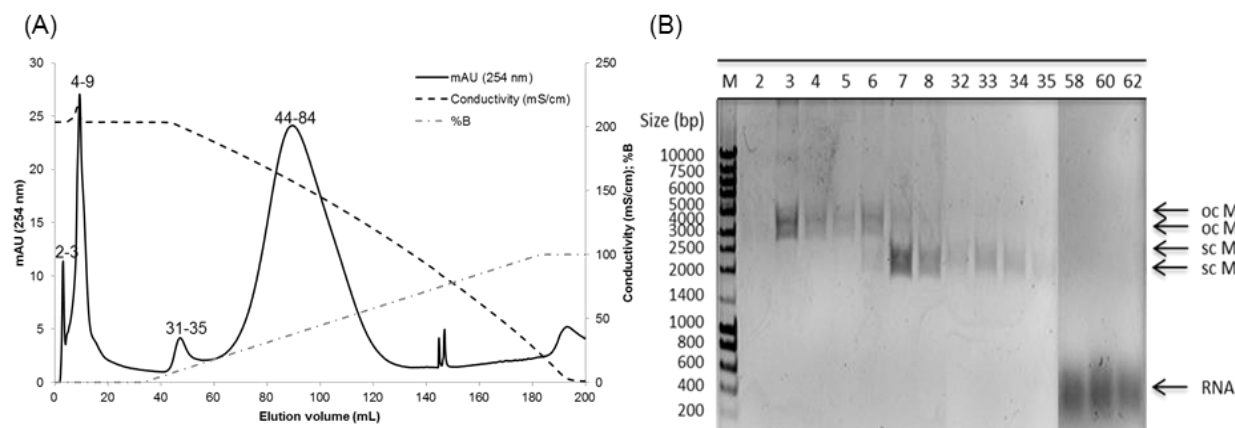 (A)
30
25
20
15
10
5
0
mAU (254 nm)
2-3
4-9
31-35
44-84
mAU (254 nm)
Conductivity (mS/cm)
%B
250
200
150
100
50
0
Conductivity (mS/cm); %B
0 20 40 60 80 100 120 140 160 180 200
Elution volume (mL)
(B)
M 2 3 4 5 6 7 8 32 33 34 35 58 60 62
Size (bp)
10000
7000
6000
5000
4000
3000
2500
2000
1400
1000
800
600
400
200
oc M
oc M
sc M
sc M
RNA